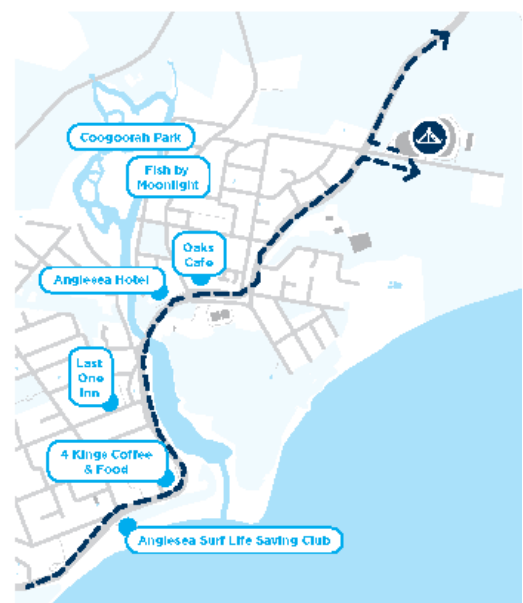 Coogoorah Park
Fish by
Moonlight
Oaks
Cafe
Anglesea Hotel
Last
One
Inn
4 Kings Coffee
& Food
Anglesea Surf Life Saving Club